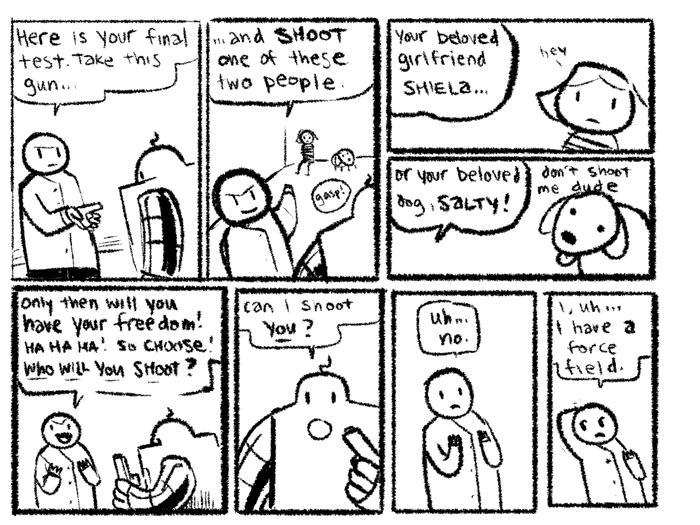 Here is your final
test. Take this
gun...
...and SHOOT
one of these
two people.
gasp!
Your beloved
girlfriend
SHIELA...
hey
or your beloved
dog, SALTY!
don't shoot
me dude
Only then will you
have your freedom!
HA HA HA! SO CHOOSE!
WHO WILL YOU SHOOT?
can I shoot
you?
Uh...
no.
I, uh...
I have a
force
field.